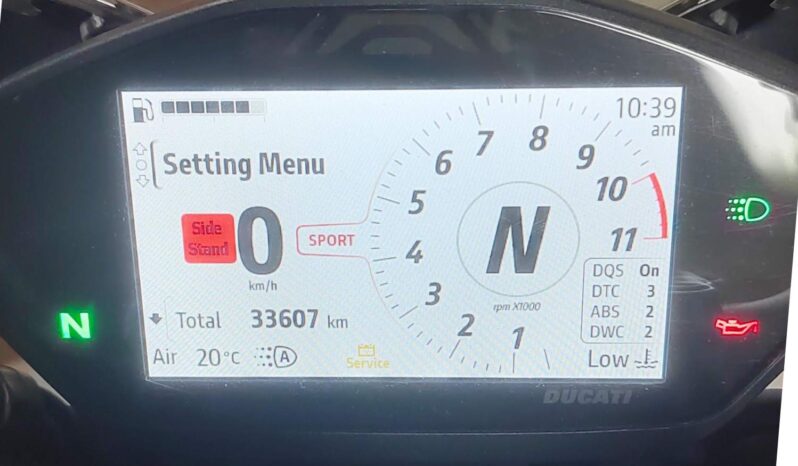 10:39
am
Setting Menu
Side
Stand
0
km/h
SPORT
1
2
3
4
5
6
7
8
9
10
11
N
rpm X1000
DQS On
DTC 3
ABS 2
DWC 2
Total 33607 km
N
Air 20°C A
Service
Low
DUCATI